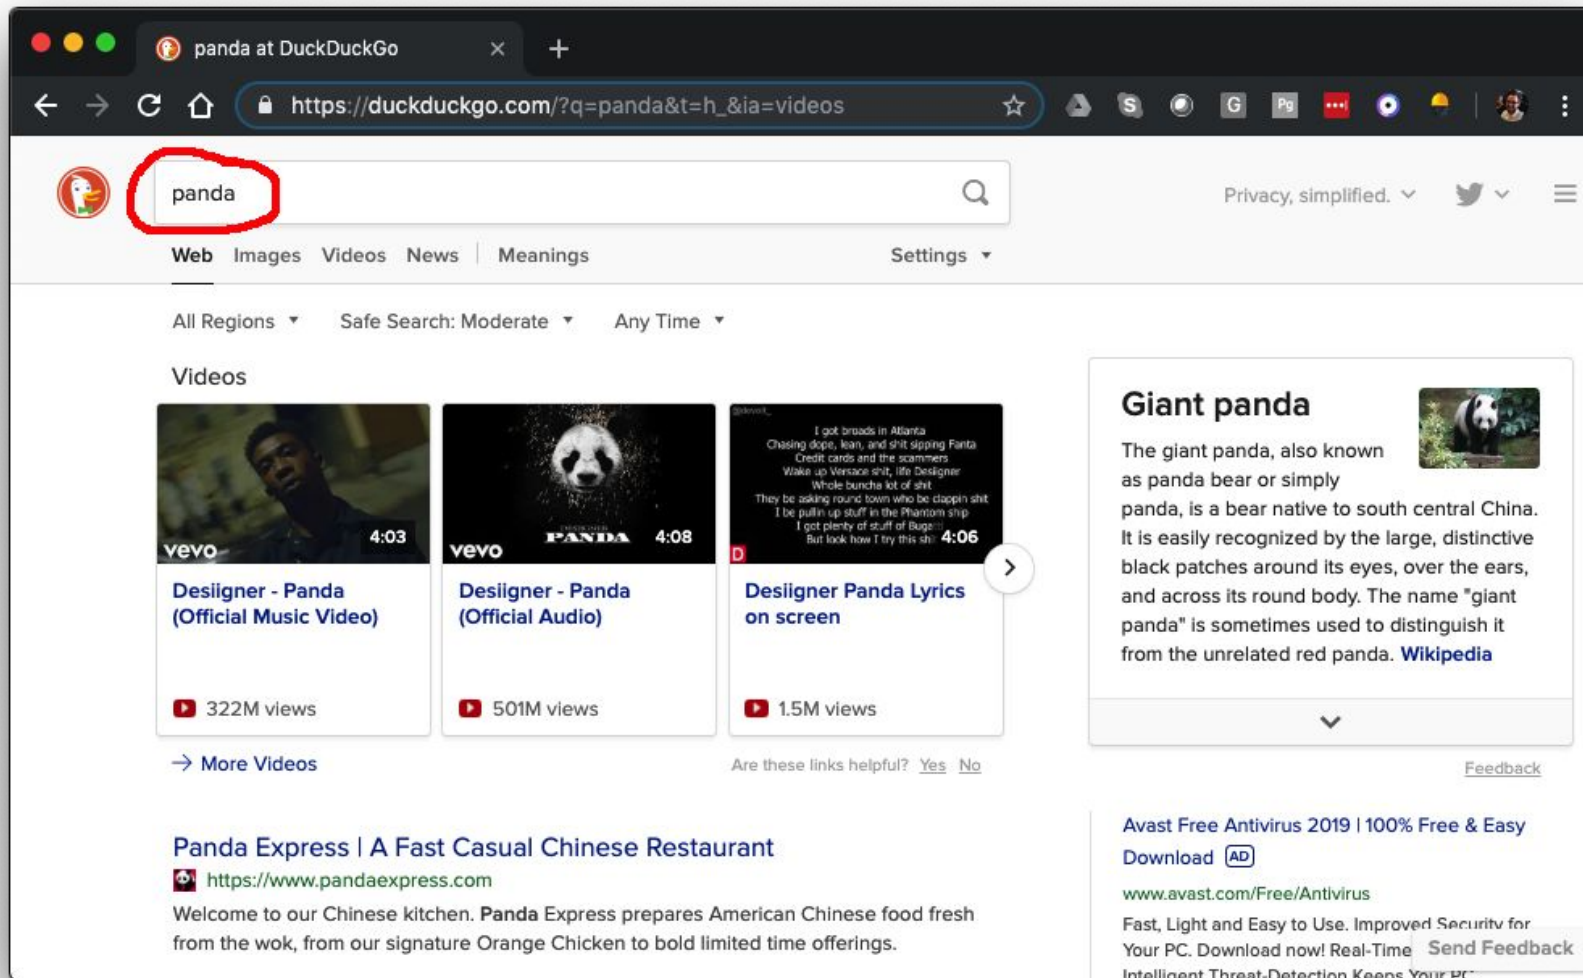 panda at DuckDuckGo
https://duckduckgo.com/?q=panda&t=h_&ia=videos
panda
Privacy, simplified.
Web Images Videos News Meanings Settings
All Regions Safe Search: Moderate Any Time
Videos
vevo 4:03
Desiigner - Panda
(Official Music Video)
322M views
PANDA
vevo 4:08
Desiigner - Panda
(Official Audio)
501M views
I got broads in Atlanta
Chasing dope, lean, and shit sipping Fanta
Credit cards and the scammers
Wake up Versace shit, life Desiigner
Whole buncha lot of shit
They be asking round town who be clappin shit
I be pullin up stuff in the Phantom ship
I got plenty of stuff of Buga
But look how I try this sh 4:06
D
Desiigner Panda Lyrics
on screen
1.5M views
More Videos
Are these links helpful? Yes No
Panda Express | A Fast Casual Chinese Restaurant
https://www.pandaexpress.com
Welcome to our Chinese kitchen. Panda Express prepares American Chinese food fresh
from the wok, from our signature Orange Chicken to bold limited time offerings.
Giant panda
The giant panda, also known
as panda bear or simply
panda, is a bear native to south central China.
It is easily recognized by the large, distinctive
black patches around its eyes, over the ears,
and across its round body. The name "giant
panda" is sometimes used to distinguish it
from the unrelated red panda. Wikipedia
Feedback
Avast Free Antivirus 2019 | 100% Free & Easy
Download AD
www.avast.com/Free/Antivirus
Fast, Light and Easy to Use. Improved Security for
Your PC. Download now! Real-Time
Intelligent Threat-Detection Keeps Your PC
Send Feedback